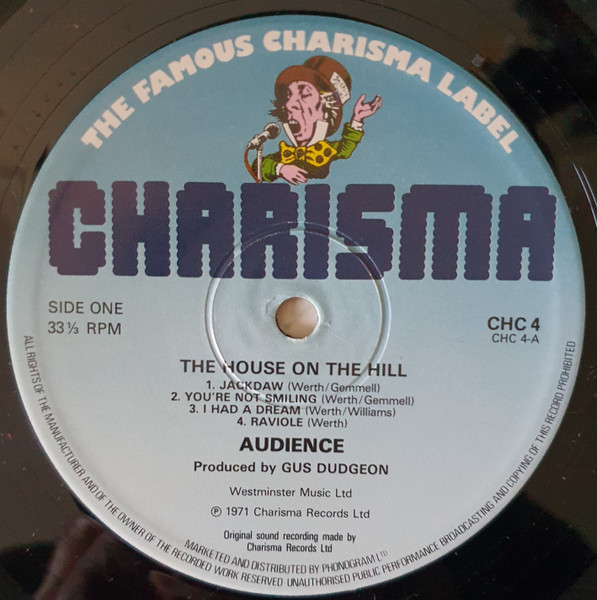 THE FAMOUS CHARISMA LABEL
CHARISMA
SIDE ONE
33⅓ RPM
CHC 4
CHC 4-A
THE HOUSE ON THE HILL
1. JACKDAW (Werth/Gemmell)
2. YOU'RE NOT SMILING (Werth/Gemmell)
3. I HAD A DREAM (Werth/Williams)
4. RAVIOLE (Werth)
AUDIENCE
Produced by GUS DUDGEON
Westminster Music Ltd
℗ 1971 Charisma Records Ltd
Original sound recording made by
Charisma Records Ltd
MARKETED AND DISTRIBUTED BY PHONOGRAM LTD
ALL RIGHTS OF THE MANUFACTURER AND OF THE OWNER OF THE RECORDED WORK RESERVED UNAUTHORISED PUBLIC PERFORMANCE BROADCASTING AND COPYING OF THIS RECORD PROHIBITED